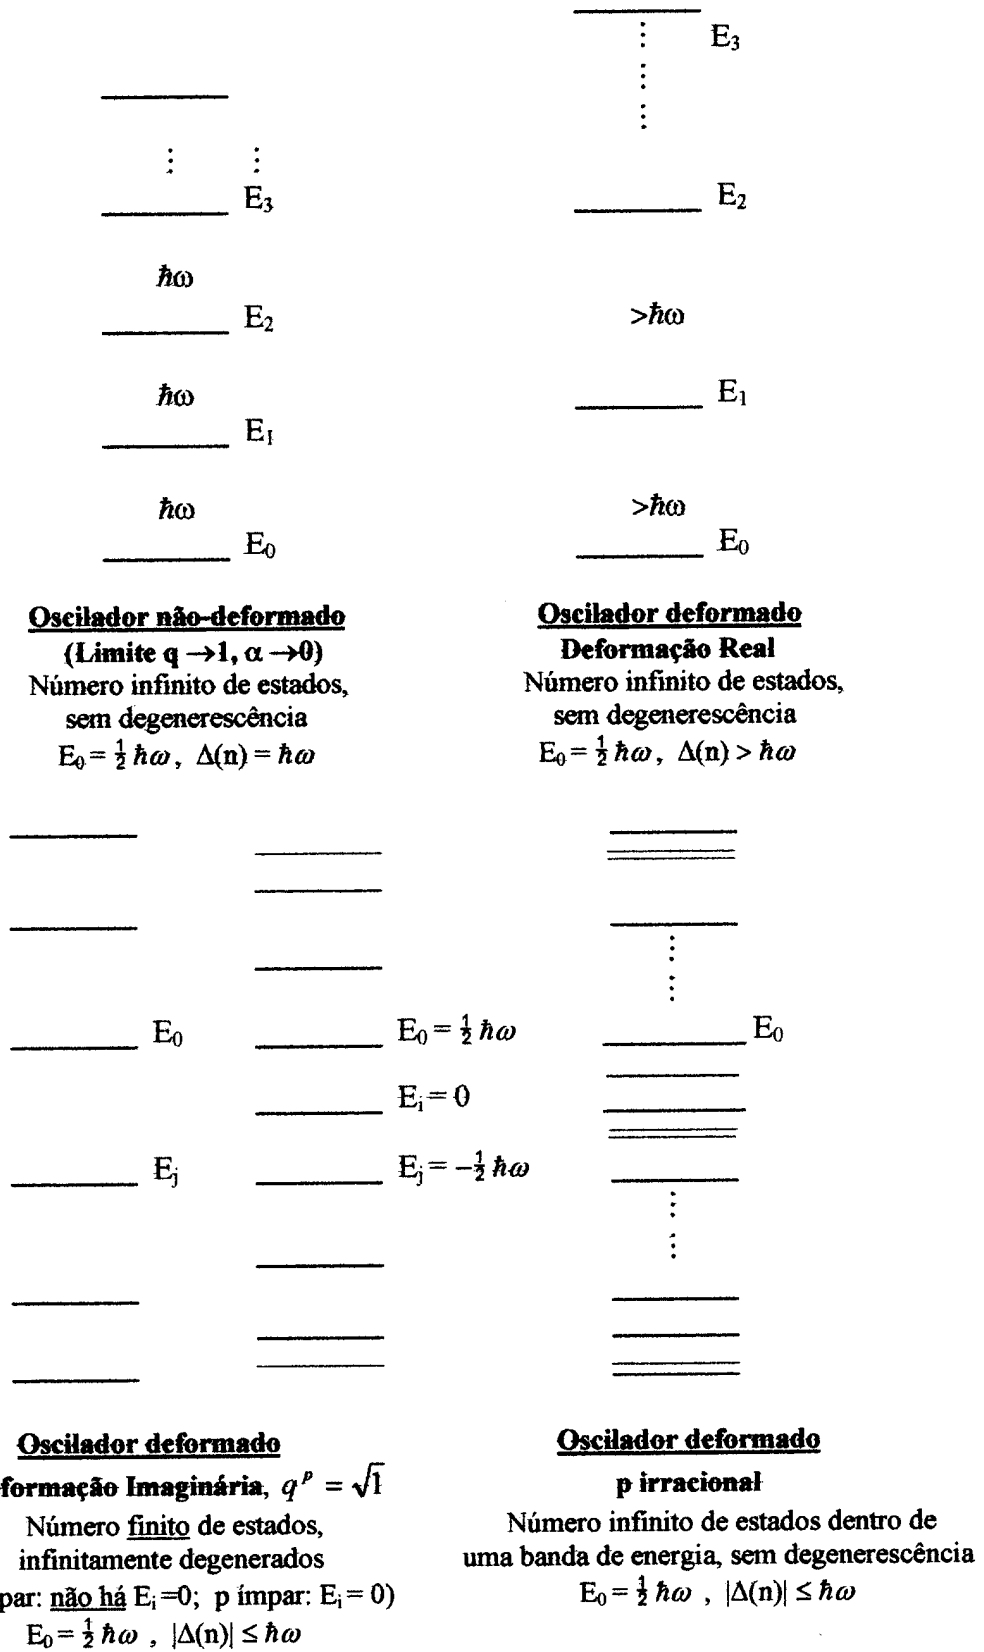 E₃
E₃
ħω
E₂
ħω
E₁
ħω
E₀
E₂
>ħω
E₁
>ħω
E₀
Oscilador não-deformado
(Limite q →1, α →0)
Número infinito de estados,
sem degenerescência
E₀ = ½ ħω, Δ(n) = ħω
Oscilador deformado
Deformação Real
Número infinito de estados,
sem degenerescência
E₀ = ½ ħω, Δ(n) > ħω
E₀
Eⱼ
E₀ = ½ ħω
Eᵢ = 0
Eⱼ = −½ ħω
E₀
Oscilador deformado
formação Imaginária, qᵖ = √1
Número finito de estados,
infinitamente degenerados
par: não há Eᵢ =0; p ímpar: Eᵢ = 0)
E₀ = ½ ħω , |Δ(n)| ≤ ħω
Oscilador deformado
p irracional
Número infinito de estados dentro de
uma banda de energia, sem degenerescência
E₀ = ½ ħω , |Δ(n)| ≤ ħω